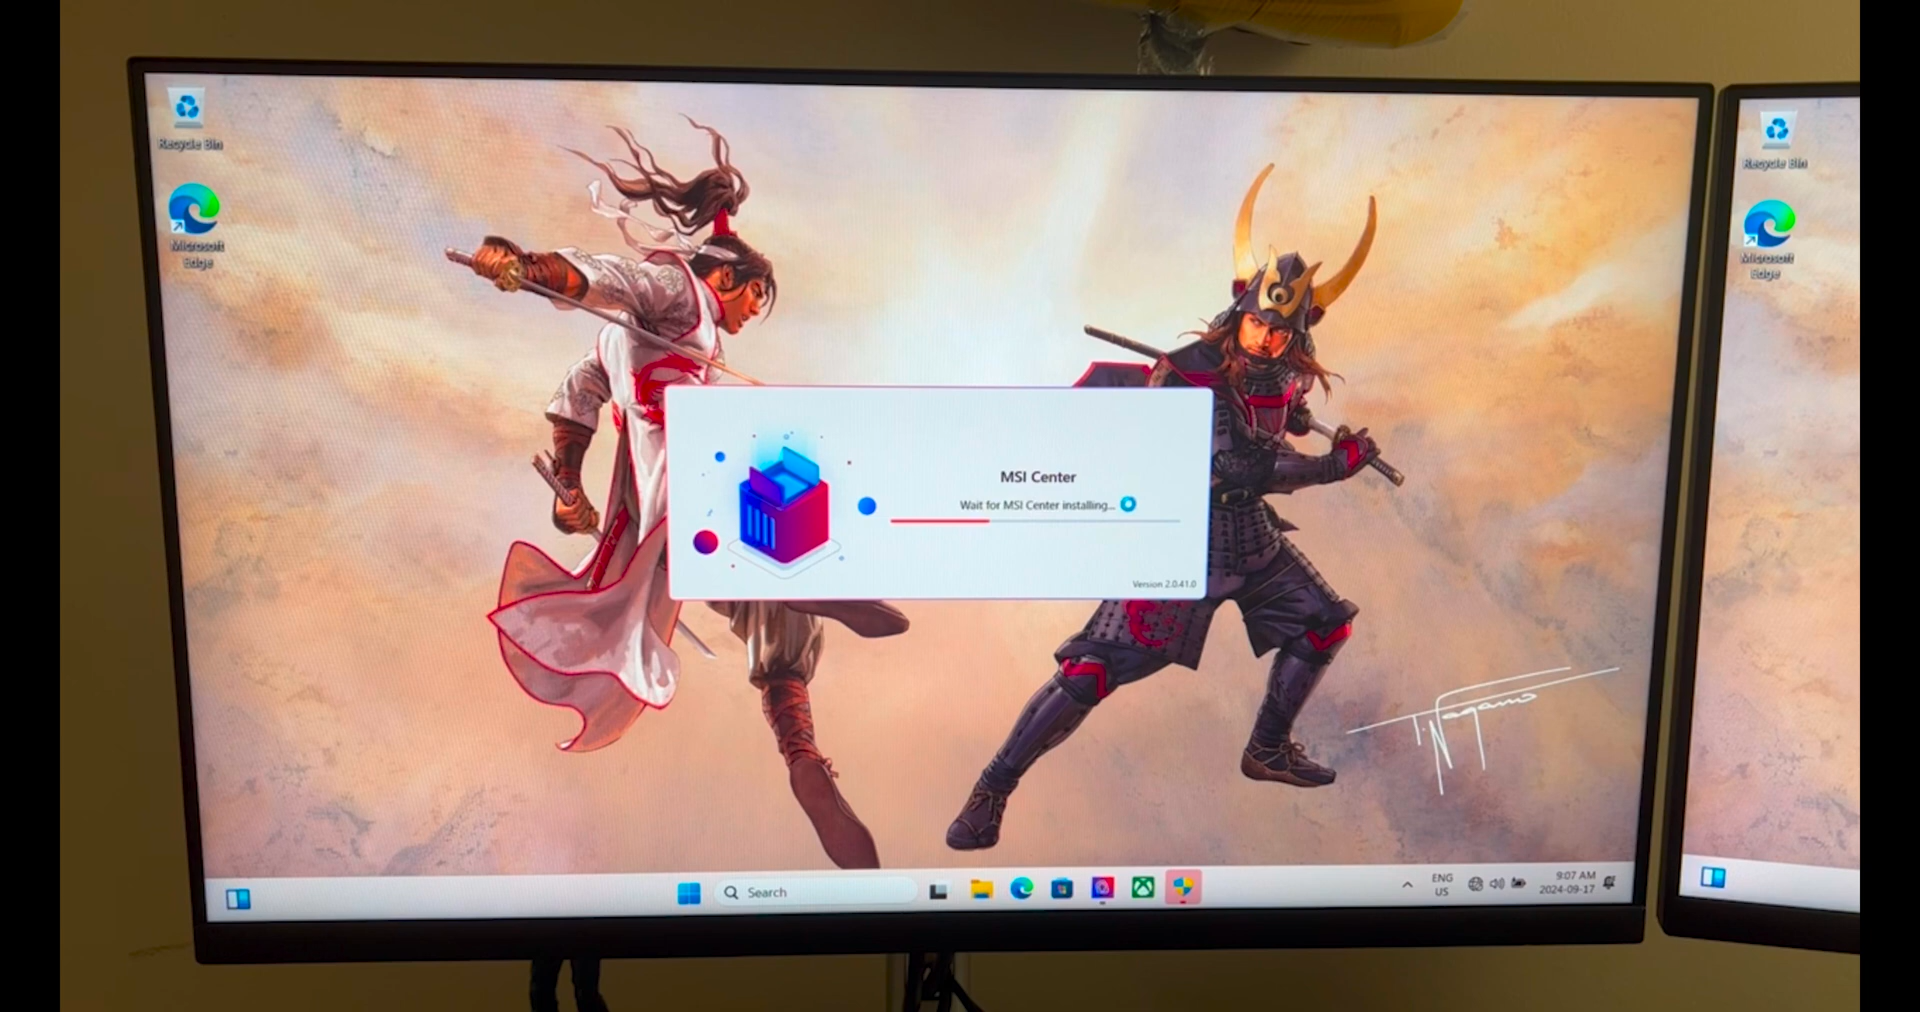 Recycle Bin
Microsoft
Edge
MSI Center
Wait for MSI Center installing...
Version 2.0.41.0
T. Nagano
Search
ENG
US
9:07 AM
2024-09-17
Recycle Bin
Microsoft
Edge